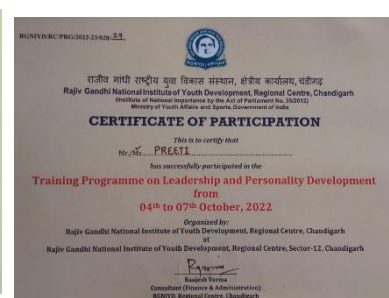 RGNIYD/RC/PRG/2022-23/028/ 29
राजीव गांधी राष्ट्रीय युवा विकास संस्थान, क्षेत्रीय कार्यालय, चंडीगढ़
Rajiv Gandhi National Institute of Youth Development, Regional Centre, Chandigarh
(Institute of National Importance by the Act of Parliament No. 35/2012)
Ministry of Youth Affairs and Sports, Government of India
CERTIFICATE OF PARTICIPATION
This is to certify that
Mr./Ms. PREETI
has successfully participated in the
Training Programme on Leadership and Personality Development
from
04th to 07th October, 2022
Organized by:
Rajiv Gandhi National Institute of Youth Development, Regional Centre, Chandigarh
at
Rajiv Gandhi National Institute of Youth Development, Regional Centre, Sector-12, Chandigarh
Raajesh Verma
Consultant (Finance & Administration)
RGNIYD, Regional Centre, Chandigarh